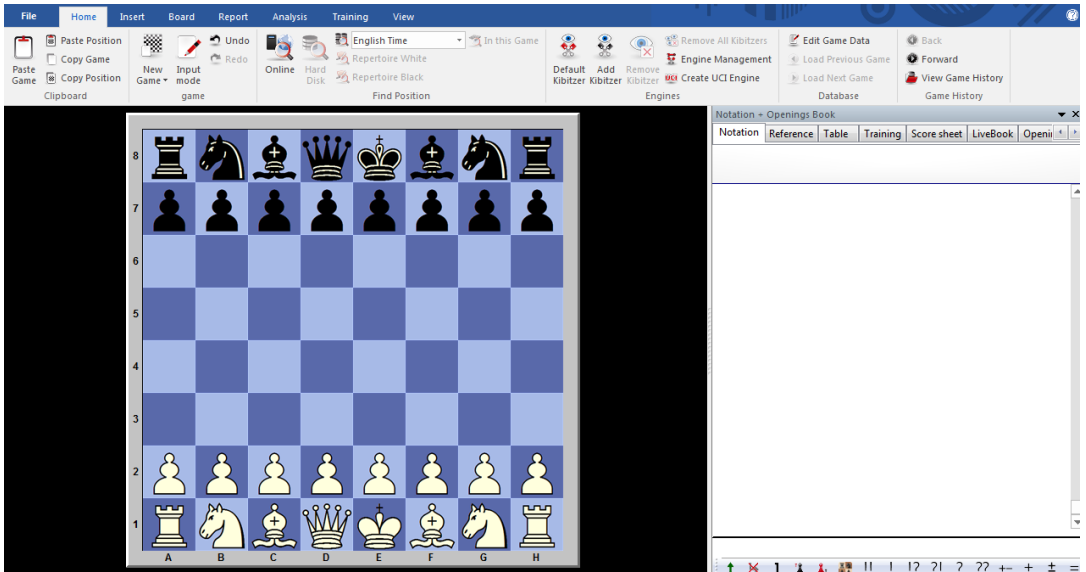 File Home Insert Board Report Analysis Training View
Paste Game
Paste Position
Copy Game
Copy Position
Clipboard
New Game
Input mode
Undo
Redo
game
Online
Hard Disk
English Time
In this Game
Repertoire White
Repertoire Black
Find Position
Default Kibitzer
Add Kibitzer
Remove Kibitzer
Remove All Kibitzers
Engine Management
UCI Create UCI Engine
Engines
Edit Game Data
Load Previous Game
Load Next Game
Database
Back
Forward
View Game History
Game History
Notation + Openings Book
Notation Reference Table Training Score sheet LiveBook Openi
8
7
6
5
4
3
2
1
A B C D E F G H
!! ! !? ?! ? ?? +- + ± =